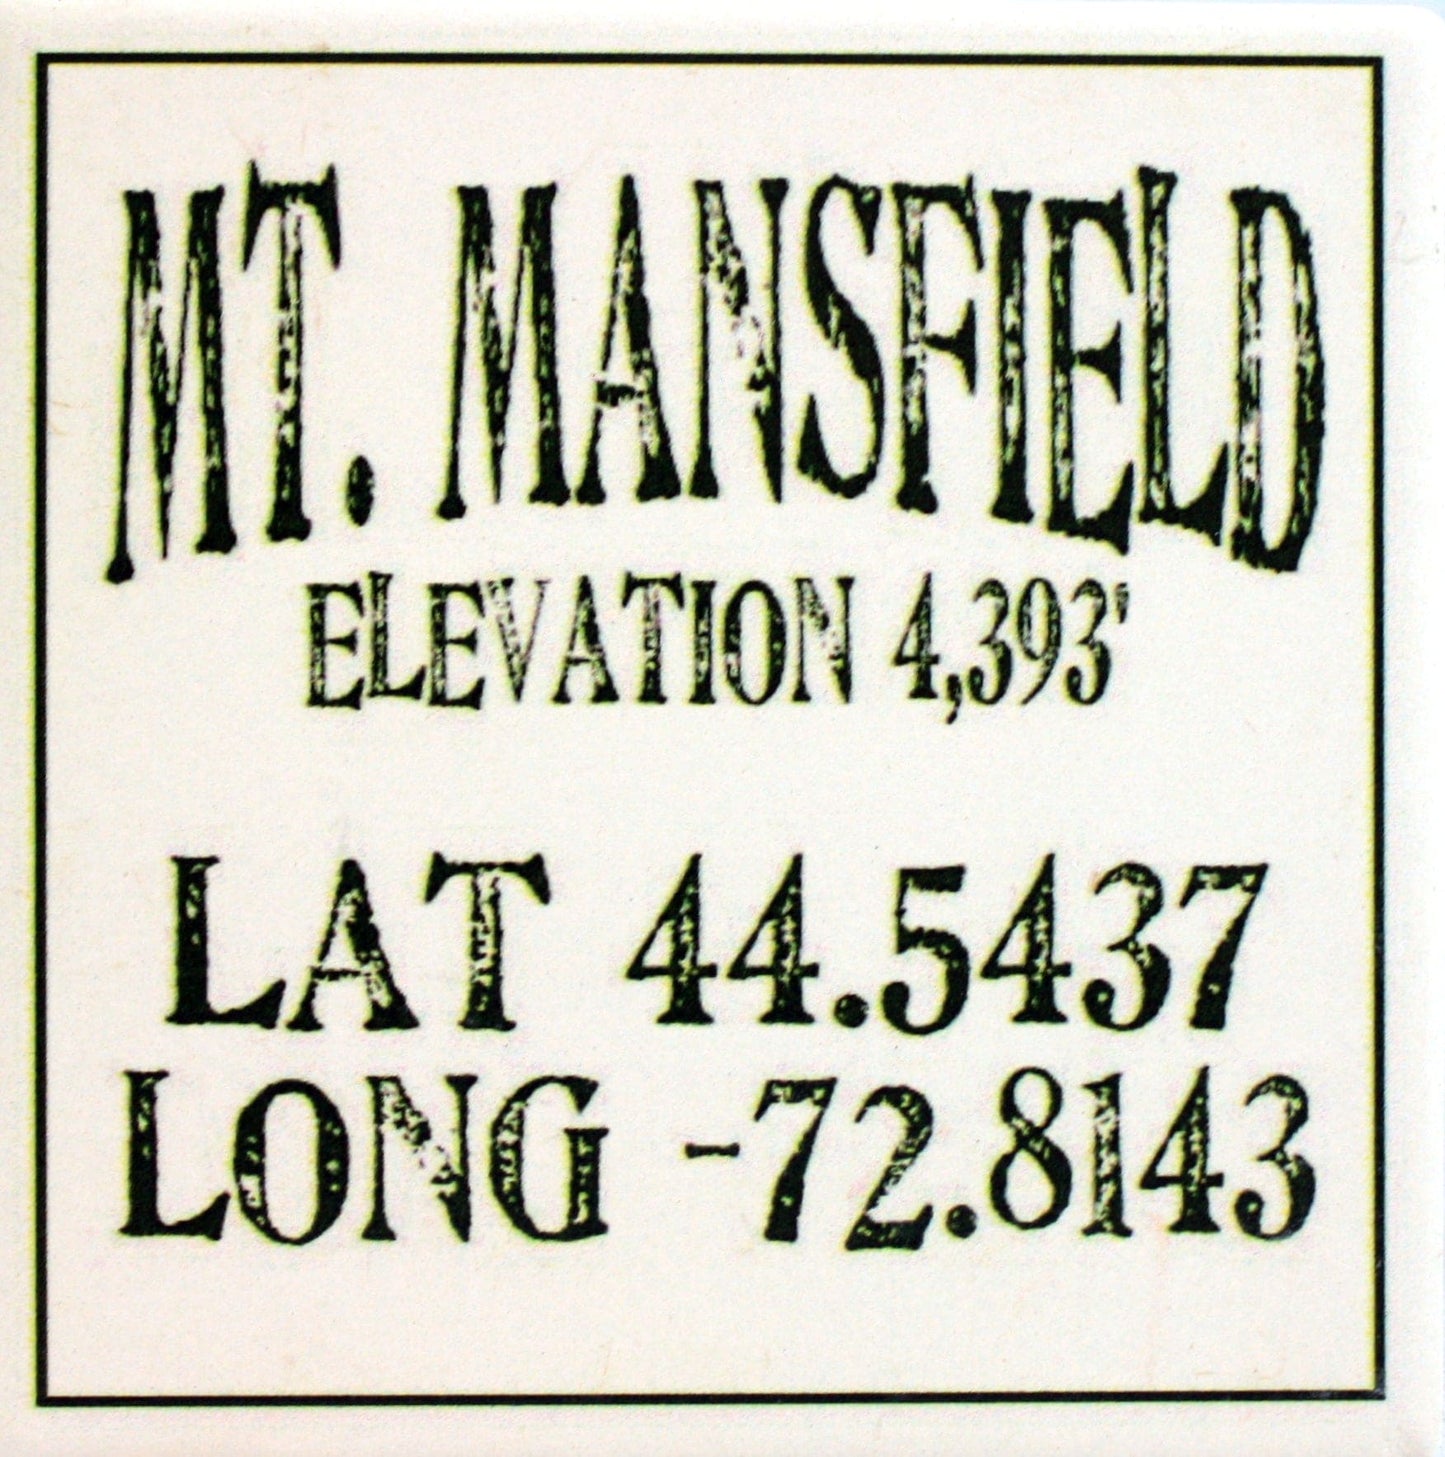 MT. MANSFIELD
ELEVATION 4,393'
LAT 44.5437
LONG -72.8143